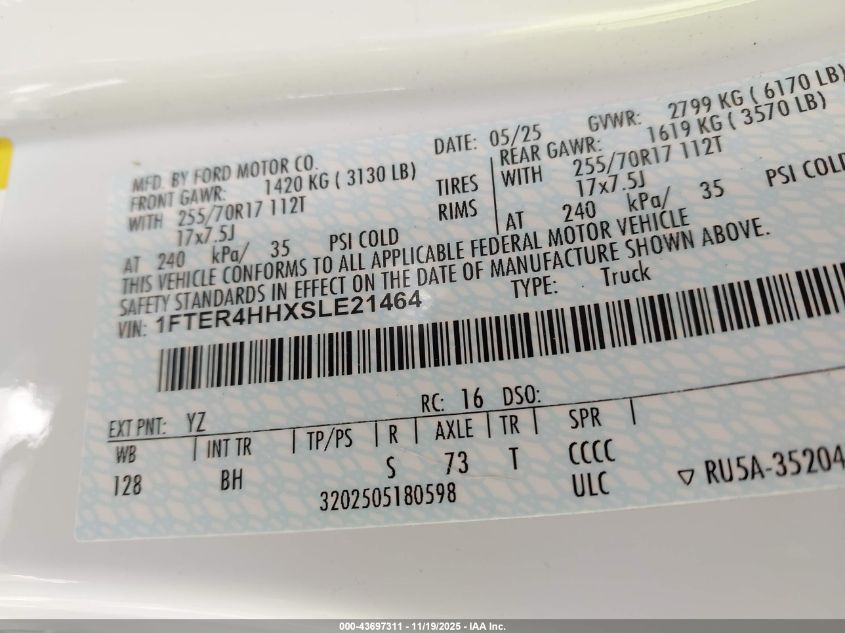 MFD. BY FORD MOTOR CO. DATE: 05/25 GVWR: 2799 KG ( 6170 LB)
FRONT GAWR: 1420 KG ( 3130 LB) REAR GAWR: 1619 KG ( 3570 LB)
WITH 255/70R17 112T TIRES WITH 255/70R17 112T
17x7.5J RIMS 17x7.5J
AT 240 kPa/ 35 PSI COLD AT 240 kPa/ 35 PSI COLD
THIS VEHICLE CONFORMS TO ALL APPLICABLE FEDERAL MOTOR VEHICLE
SAFETY STANDARDS IN EFFECT ON THE DATE OF MANUFACTURE SHOWN ABOVE.
VIN: 1FTER4HHXSLE21464 TYPE: Truck
EXT PNT: YZ RC: 16 DSO:
WB | INT TR | TP/PS | R | AXLE | TR | SPR |
128 BH S 73 T CCCC
3202505180598 ULC ▽ RU5A-35204
000-43697311 - 11/19/2025 - IAA Inc.